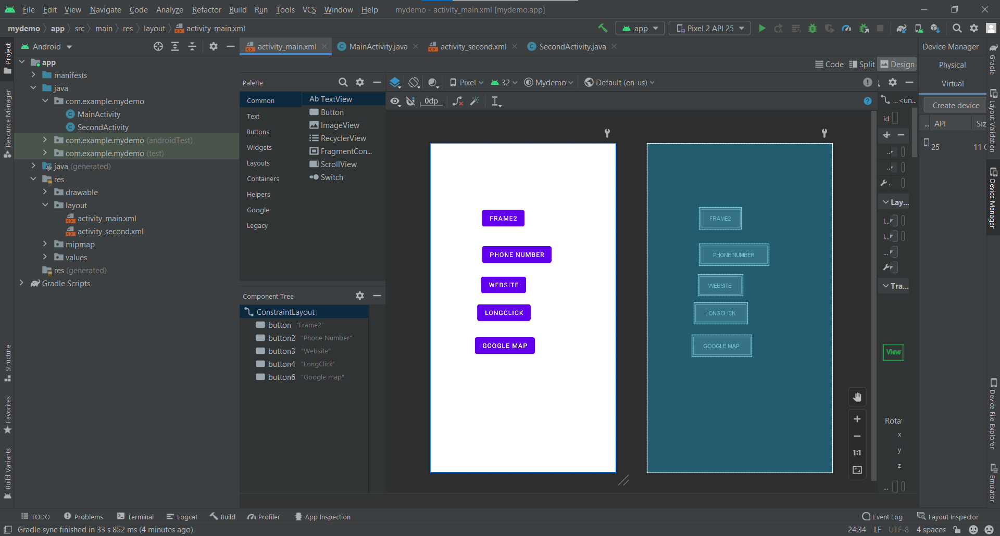 File Edit View Navigate Code Analyze Refactor Build Run Tools VCS Window Help mydemo - activity_main.xml [mydemo.app]
mydemo app src main res layout activity_main.xml app Pixel 2 API 25
Project
Resource Manager
Structure
Favorites
Build Variants
Android
app
manifests
java
com.example.mydemo
MainActivity
SecondActivity
com.example.mydemo (androidTest)
com.example.mydemo (test)
java (generated)
res
drawable
layout
activity_main.xml
activity_second.xml
mipmap
values
res (generated)
Gradle Scripts
activity_main.xml MainActivity.java activity_second.xml SecondActivity.java
Code Split Design
Palette
Common
Text
Buttons
Widgets
Layouts
Containers
Helpers
Google
Legacy
Ab TextView
Button
ImageView
RecyclerView
FragmentCon...
ScrollView
Switch
Component Tree
ConstraintLayout
button "Frame2"
button2 "Phone Number"
button3 "Website"
button4 "LongClick"
button6 "Google map"
Pixel 32 Mydemo Default (en-us)
0dp
FRAME2
PHONE NUMBER
WEBSITE
LONGCLICK
GOOGLE MAP
FRAME2
PHONE NUMBER
WEBSITE
LONGCLICK
GOOGLE MAP
1:1
... <un...
id
Lay...
Tra...
View
Rota
x
y
z
...
Device Manager
Physical
Virtual
Create device
... API Siz
25 11
Gradle
Layout Validation
Device Manager
Device File Explorer
Emulator
TODO Problems Terminal Logcat Build Profiler App Inspection Event Log Layout Inspector
Gradle sync finished in 33 s 852 ms (4 minutes ago) 24:34 LF UTF-8 4 spaces